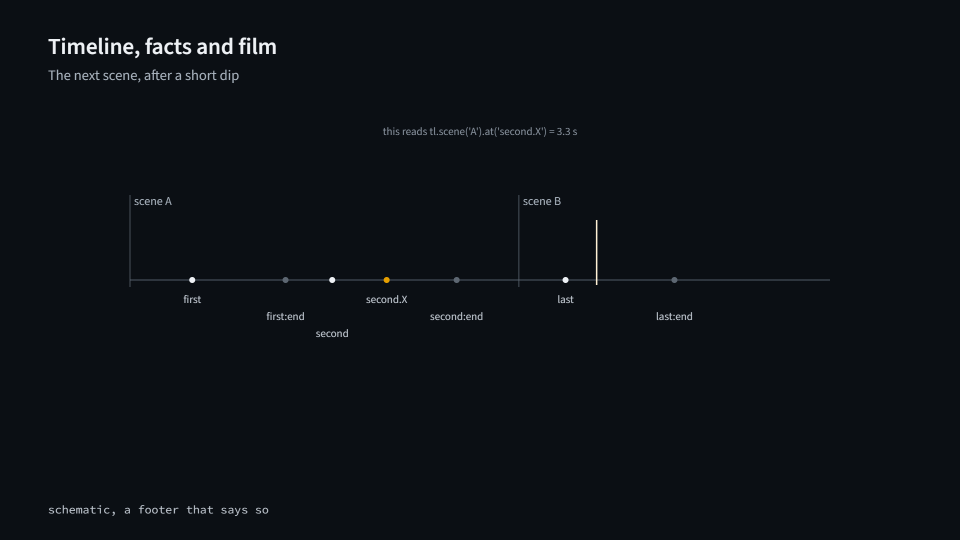 Timeline, facts and film
The next scene, after a short dip
this reads tl.scene('A').at('second.X') = 3.3 s
scene A
scene B
first
second.X
last
first:end
second:end
last:end
second
schematic, a footer that says so